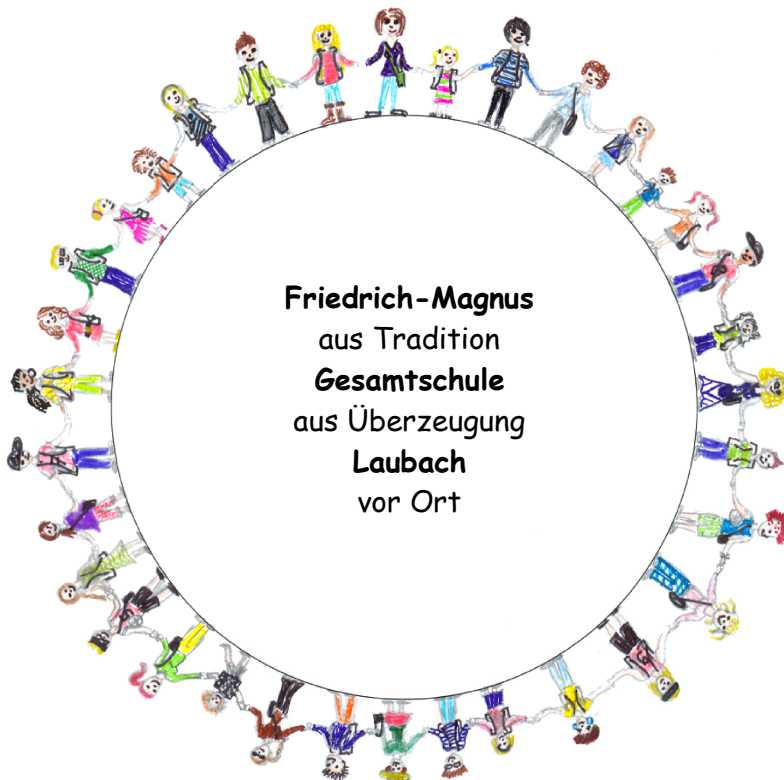 Friedrich-Magnus
aus Tradition
Gesamtschule
aus Überzeugung
Laubach
vor Ort